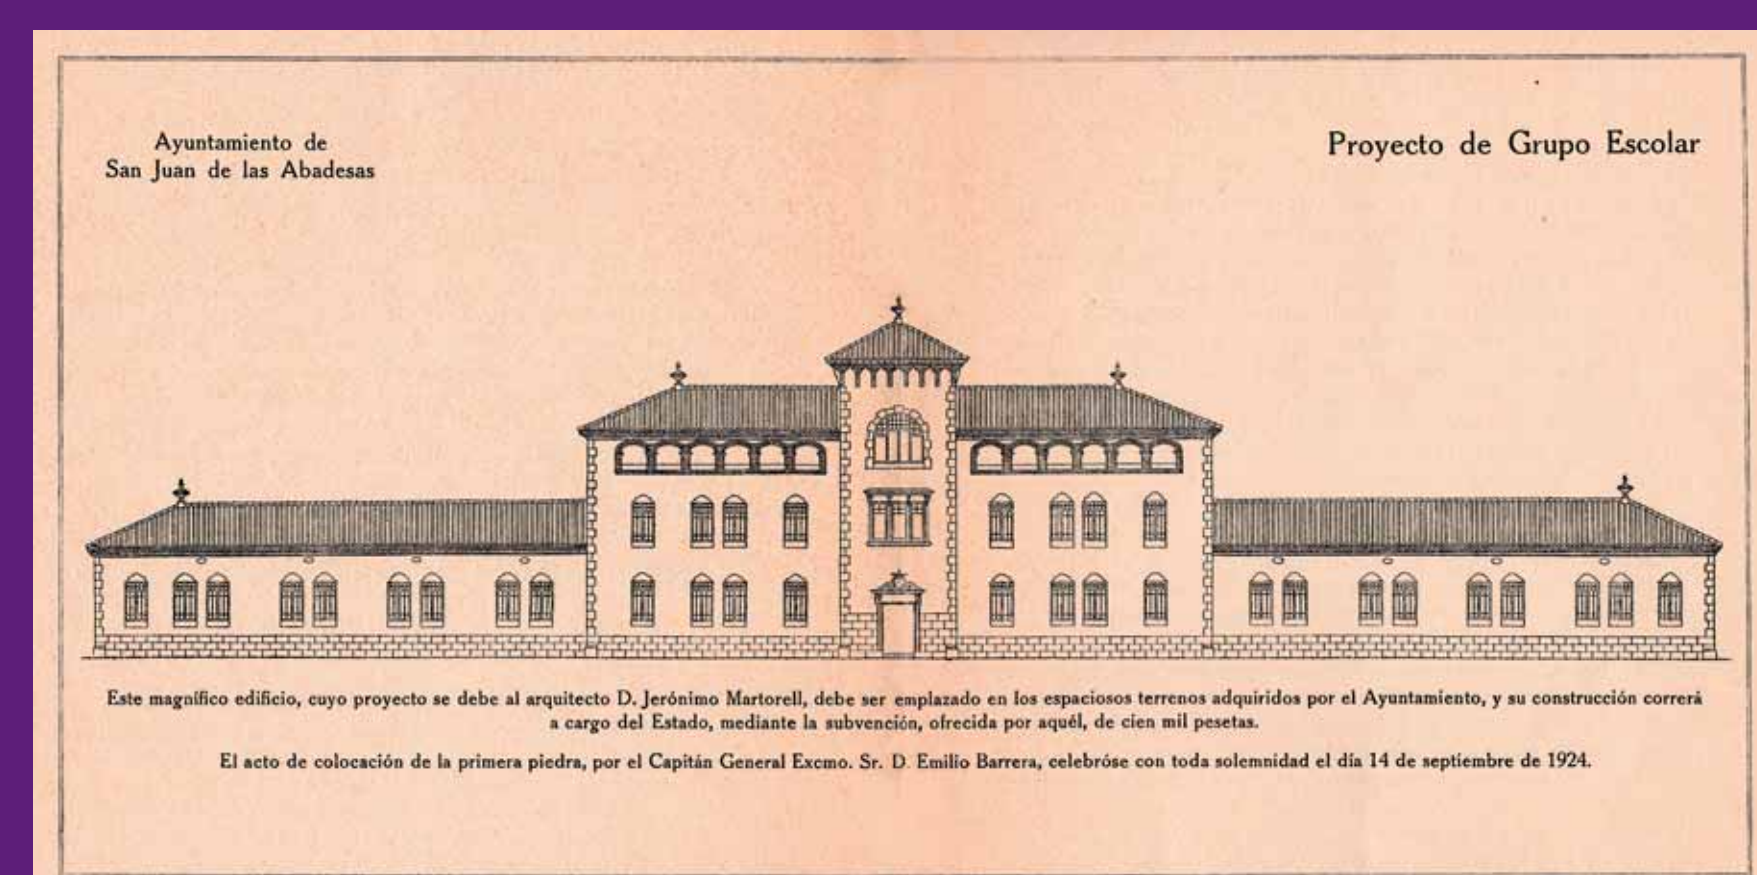 Ayuntamiento de
San Juan de las Abadesas
Proyecto de Grupo Escolar
Este magnífico edificio, cuyo proyecto se debe al arquitecto D. Jerónimo Martorell, debe ser emplazado en los espaciosos terrenos adquiridos por el Ayuntamiento, y su construcción correrá
a cargo del Estado, mediante la subvención, ofrecida por aquél, de cien mil pesetas.
El acto de colocación de la primera piedra, por el Capitán General Excmo. Sr. D. Emilio Barrera, celebróse con toda solemnidad el día 14 de septiembre de 1924.